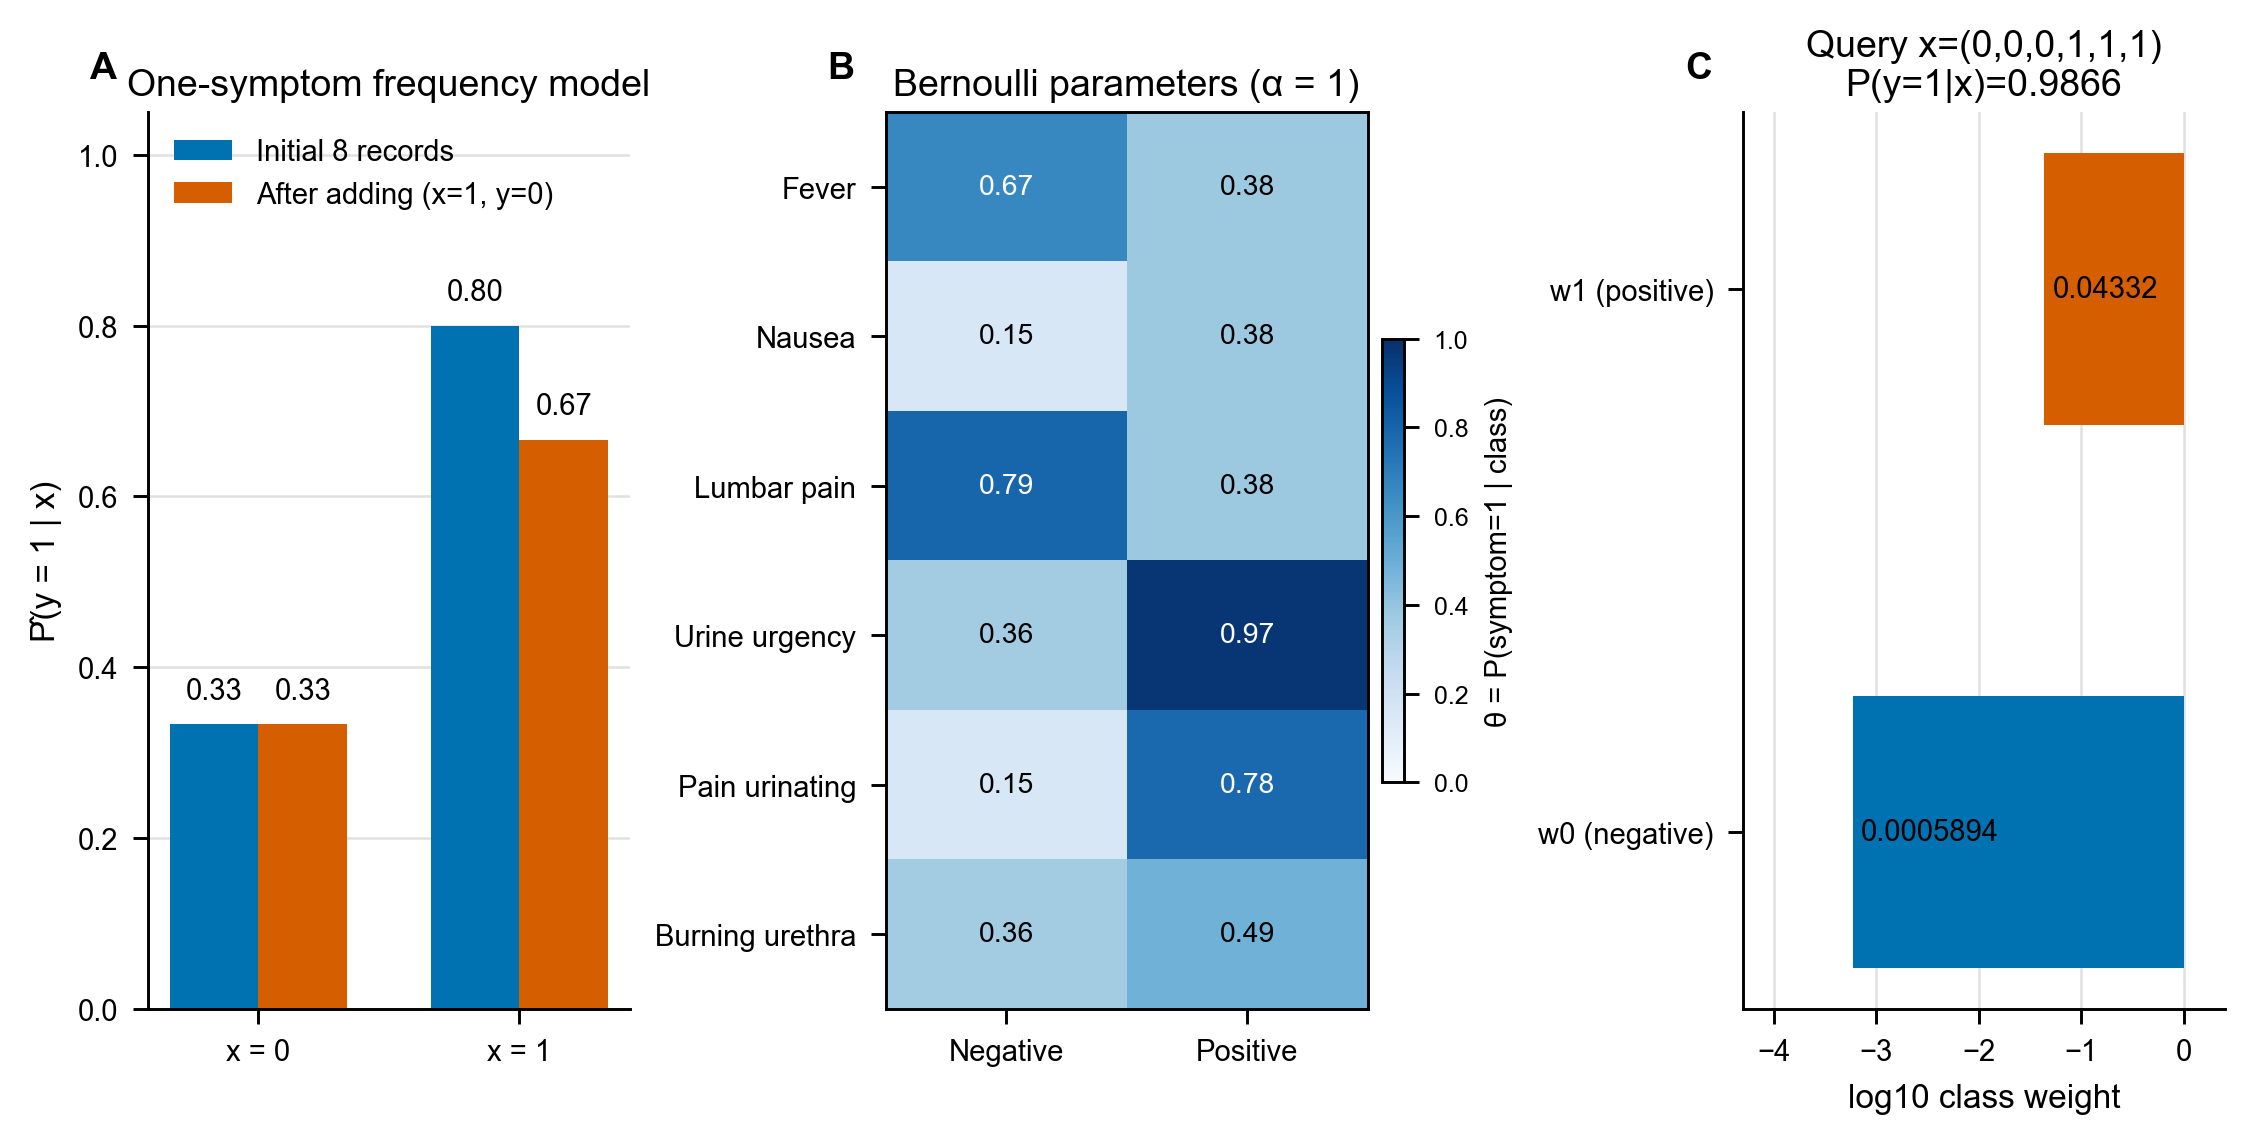 A
One-symptom frequency model
Initial 8 records
After adding (x=1, y=0)
1.0
0.8
0.6
0.4
0.2
0.0
P̂(y = 1 | x)
0.33
0.33
0.80
0.67
x = 0
x = 1
B
Bernoulli parameters (α = 1)
Fever
0.67
0.38
Nausea
0.15
0.38
Lumbar pain
0.79
0.38
Urine urgency
0.36
0.97
Pain urinating
0.15
0.78
Burning urethra
0.36
0.49
Negative
Positive
1.0
0.8
0.6
0.4
0.2
0.0
θ = P(symptom=1 | class)
C
Query x=(0,0,0,1,1,1)
P(y=1|x)=0.9866
w1 (positive)
0.04332
w0 (negative)
0.0005894
−4
−3
−2
−1
0
log10 class weight